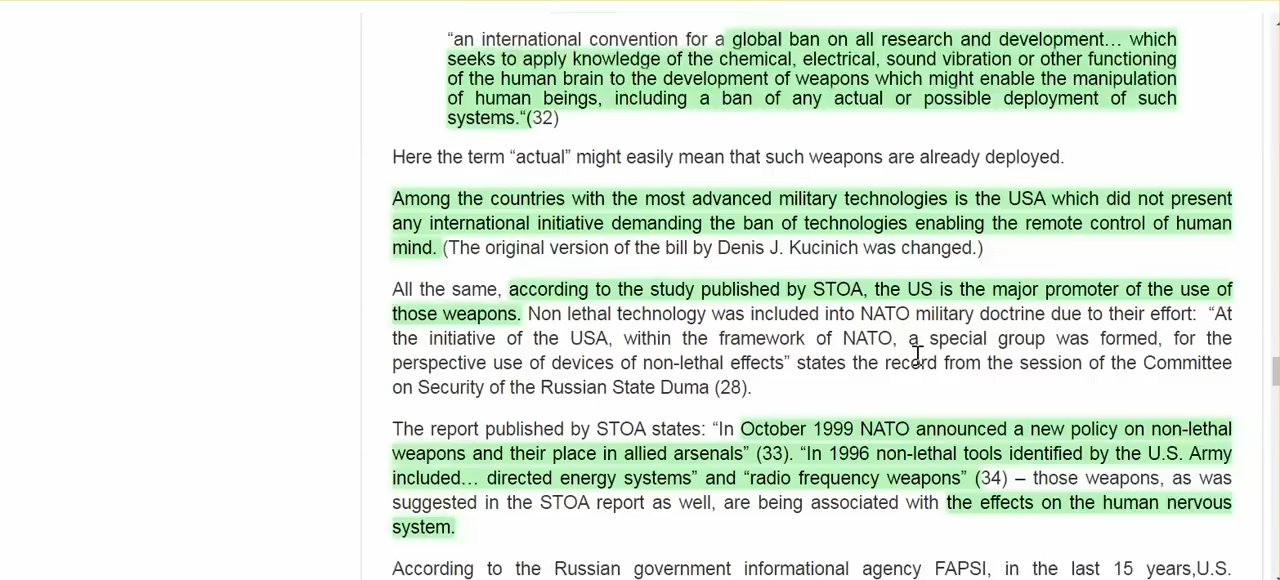 “an international convention for a global ban on all research and development… which
seeks to apply knowledge of the chemical, electrical, sound vibration or other functioning
of the human brain to the development of weapons which might enable the manipulation
of human beings, including a ban of any actual or possible deployment of such
systems.“(32)
Here the term “actual” might easily mean that such weapons are already deployed.
Among the countries with the most advanced military technologies is the USA which did not present
any international initiative demanding the ban of technologies enabling the remote control of human
mind. (The original version of the bill by Denis J. Kucinich was changed.)
All the same, according to the study published by STOA, the US is the major promoter of the use of
those weapons. Non lethal technology was included into NATO military doctrine due to their effort: “At
the initiative of the USA, within the framework of NATO, a special group was formed, for the
perspective use of devices of non-lethal effects” states the record from the session of the Committee
on Security of the Russian State Duma (28).
The report published by STOA states: “In October 1999 NATO announced a new policy on non-lethal
weapons and their place in allied arsenals” (33). “In 1996 non-lethal tools identified by the U.S. Army
included… directed energy systems” and “radio frequency weapons” (34) – those weapons, as was
suggested in the STOA report as well, are being associated with the effects on the human nervous
system.
According to the Russian government informational agency FAPSI, in the last 15 years,U.S.